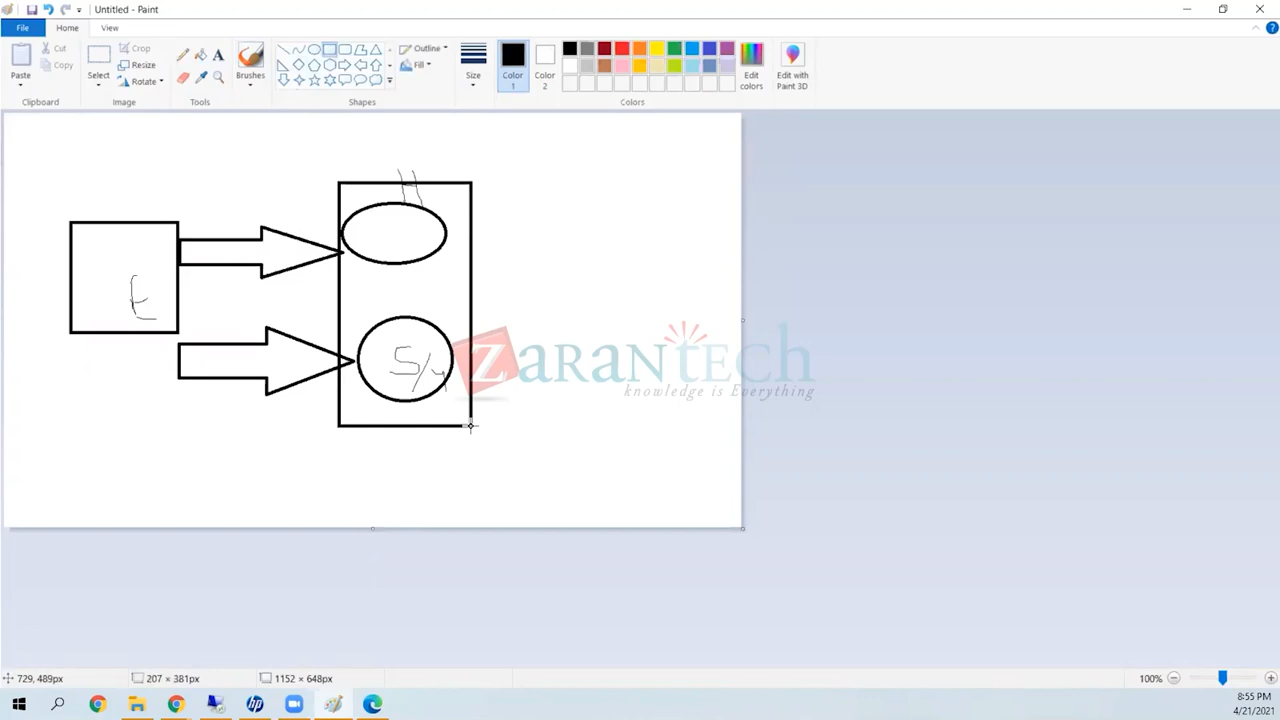 Untitled - Paint
File
Home
View
Paste
Cut
Copy
Clipboard
Select
Crop
Resize
Rotate
Image
Tools
Brushes
Shapes
Outline
Fill
Size
Color
1
Color
2
Edit
colors
Colors
Edit with
Paint 3D
H
E
zarantech
knowledge is Everything
729, 489px
207 × 381px
1152 × 648px
100%
8:55 PM
4/21/2021